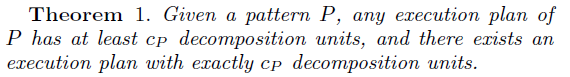 Theorem 1. Given a pattern P, any execution plan of
P has at least cP decomposition units, and there exists an
execution plan with exactly cP decomposition units.